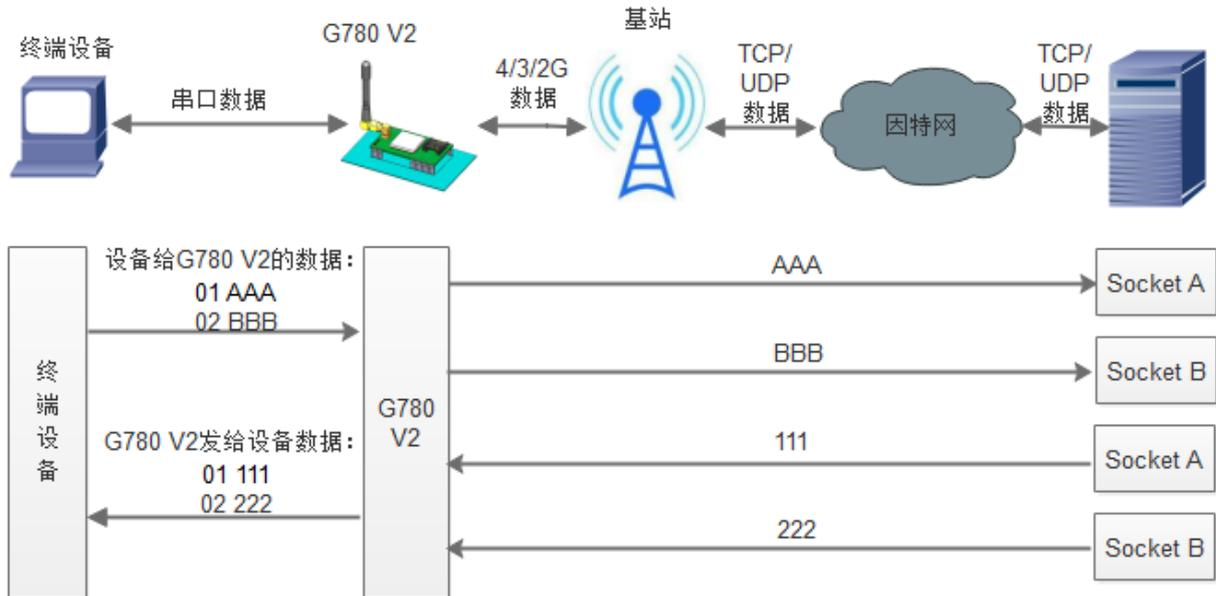 基站
G780 V2
终端设备
串口数据
4/3/2G
数据
TCP/
UDP
数据
因特网
TCP/
UDP
数据
设备给G780 V2的数据：
01 AAA
02 BBB
AAA
Socket A
BBB
Socket B
终
端
设
备
G780
V2
G780 V2发给设备数据：
01 111
02 222
111
Socket A
222
Socket B